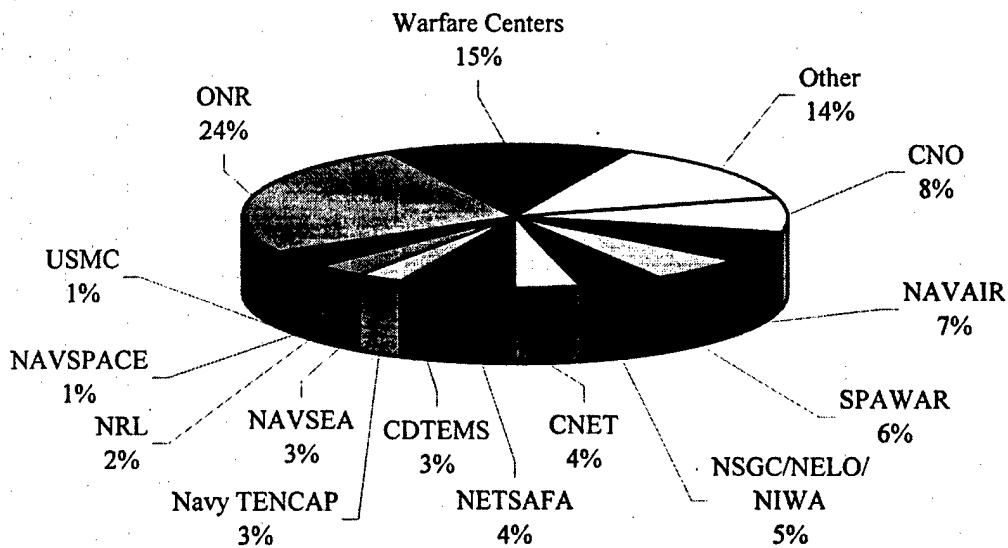 Warfare Centers
15%
Other
14%
ONR
24%
CNO
8%
USMC
1%
NAVAIR
7%
NAVSPACE
1%
SPAWAR
6%
NRL
2%
NAVSEA
3%
CDTEMS
3%
CNET
4%
NSGC/NELO/
NIWA
5%
Navy TENCAP
3%
NETSAFA
4%